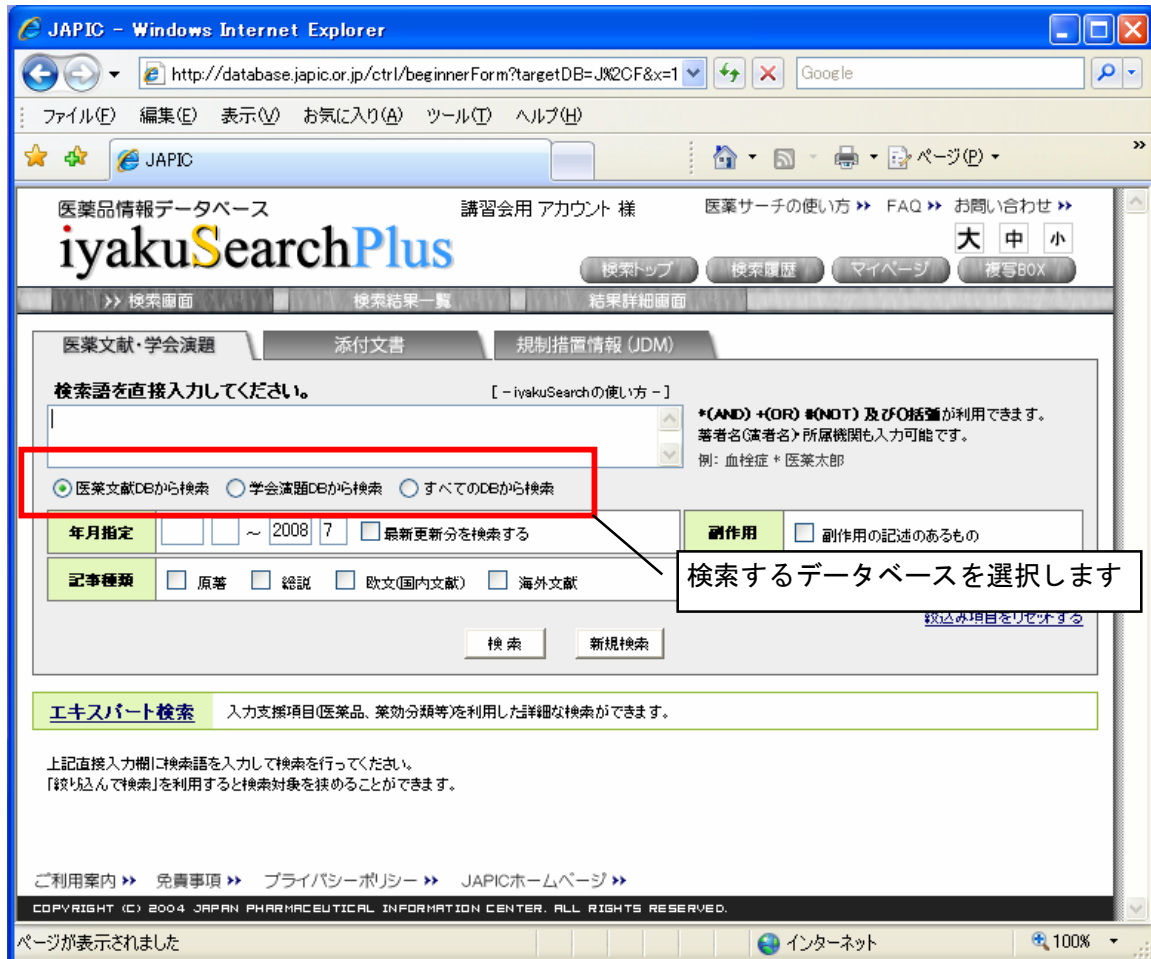 JAPIC - Windows Internet Explorer
http://database.japic.or.jp/ctrl/beginnerForm?targetDB=J%2CF&x=1
Google
ファイル(F) 編集(E) 表示(V) お気に入り(A) ツール(T) ヘルプ(H)
JAPIC
ページ(P)
医薬品情報データベース
講習会用 アカウント 様
医薬サーチの使い方 FAQ お問い合わせ
iyakuSearchPlus
大 中 小
検索トップ 検索履歴 マイページ 複写BOX
>> 検索画面 検索結果一覧 結果詳細画面
医薬文献・学会演題 添付文書 規制措置情報 (JDM)
検索語を直接入力してください。
[ - iyakuSearchの使い方 - ]
*(AND) +(OR) #(NOT) 及び()括弧が利用できます。
著者名(演者名)・所属機関も入力可能です。
例: 血栓症 * 医薬太郎
医薬文献DBから検索 学会演題DBから検索 すべてのDBから検索
年月指定 ~ 2008 7 最新更新分を検索する
副作用 副作用の記述のあるもの
検索するデータベースを選択します
記事種類 原著 総説 欧文(国内文献) 海外文献
絞込み項目をリセットする
検 索 新規検索
エキスパート検索 入力支援項目(医薬品、薬効分類等)を利用した詳細な検索ができます。
上記直接入力欄に検索語を入力して検索を行ってください。
「絞り込んで検索」を利用すると検索対象を狭めることができます。
ご利用案内 免責事項 プライバシーポリシー JAPICホームページ
COPYRIGHT (C) 2004 JAPAN PHARMACEUTICAL INFORMATION CENTER. ALL RIGHTS RESERVED.
ページが表示されました
インターネット
100%